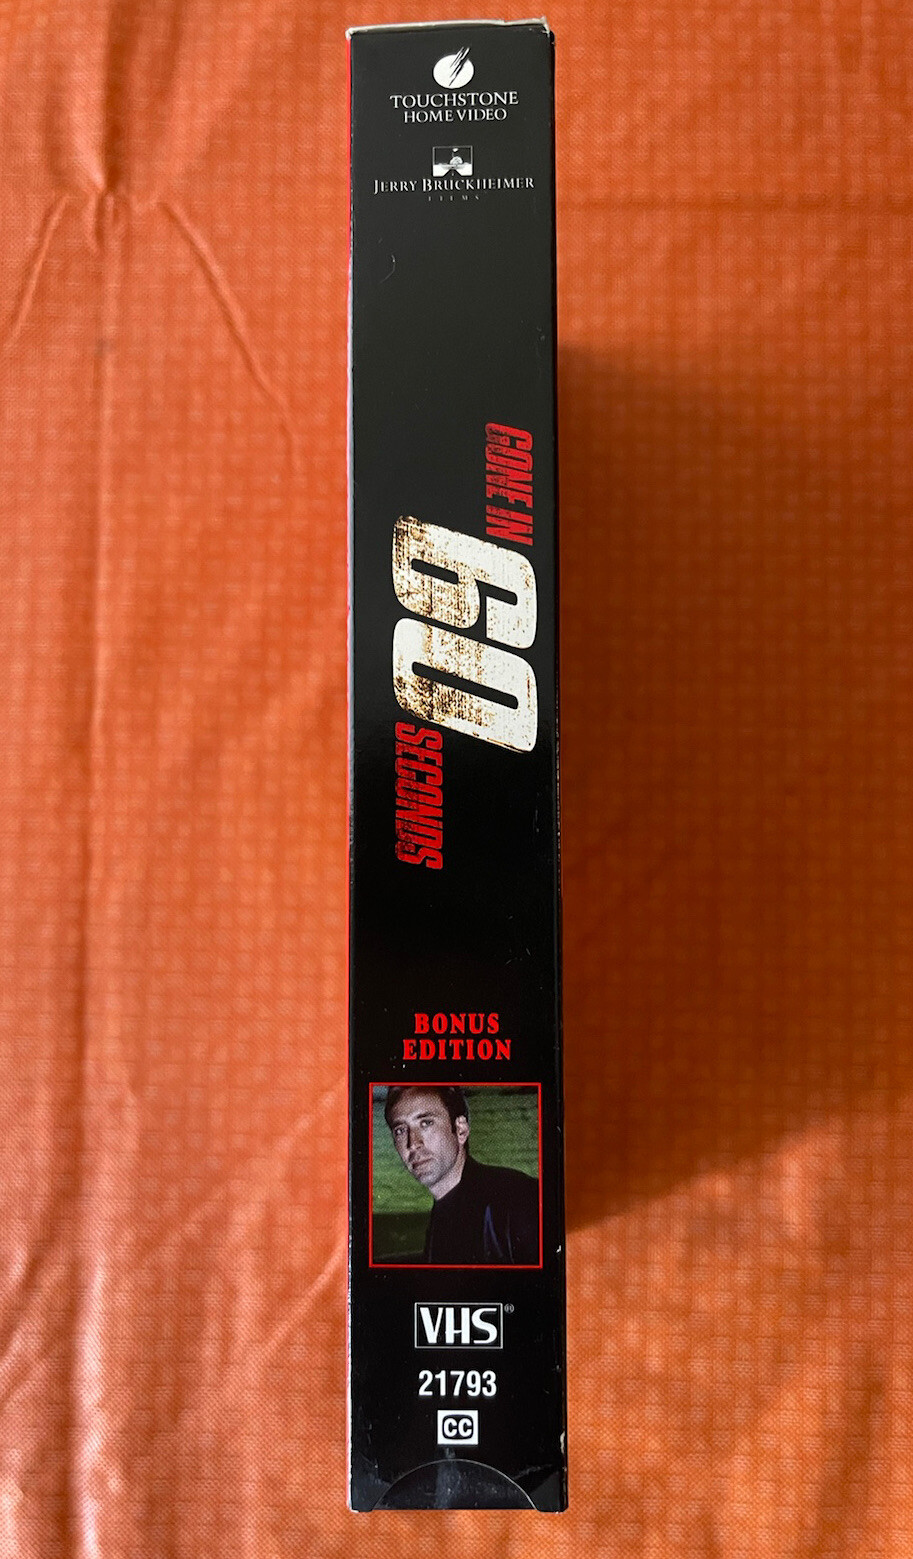 TOUCHSTONE
HOME VIDEO
JERRY BRUCKHEIMER
FILMS
GONE IN
60
SECONDS
BONUS
EDITION
VHS®
21793
CC